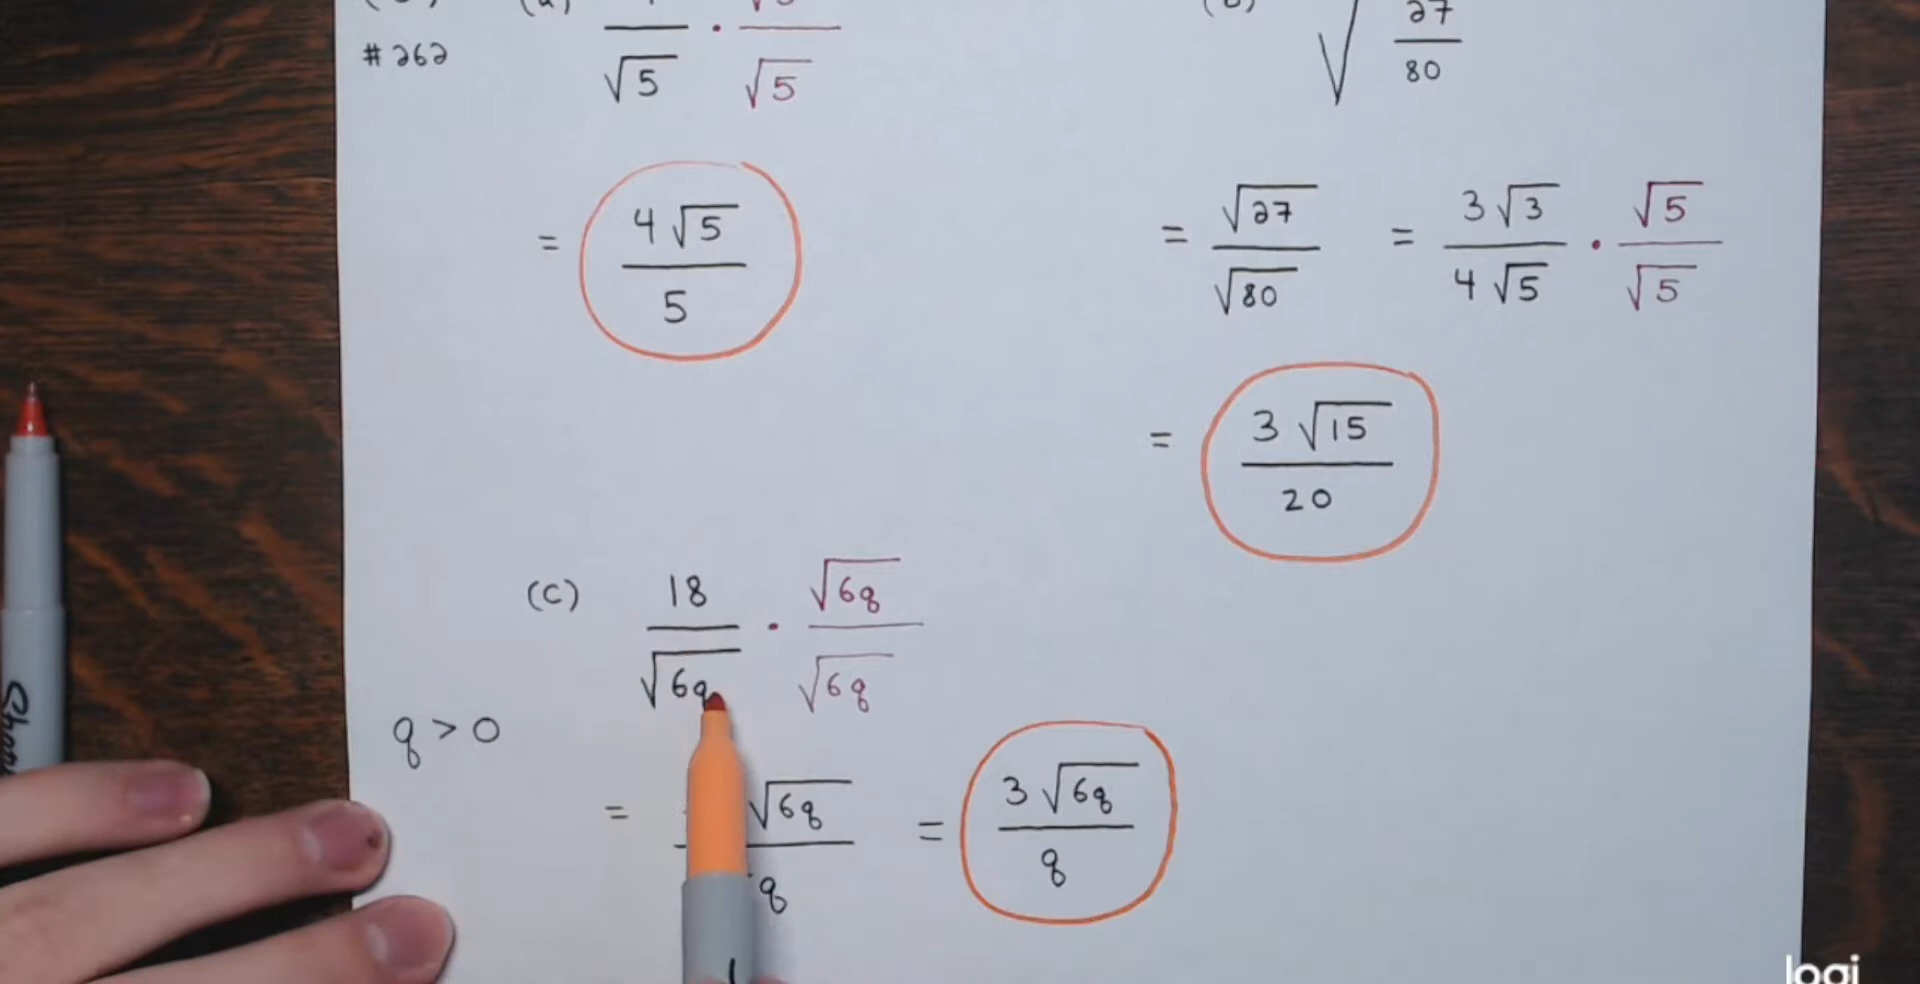 (a)
#262
√5 · √5
√ 27/80
= 4√5/5
= √27/√80 = 3√3/4√5 · √5/√5
= 3√15/20
(c) 18/√6q · √6q/√6q
q > 0
= √6q/q = 3√6q/q
logi